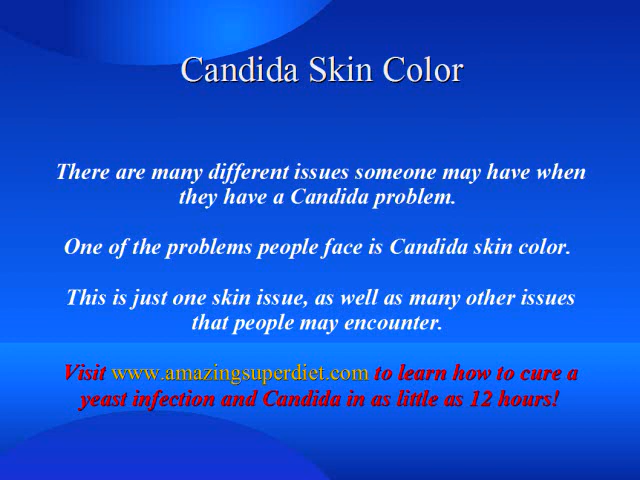 Candida Skin Color
There are many different issues someone may have when
they have a Candida problem.
One of the problems people face is Candida skin color.
This is just one skin issue, as well as many other issues
that people may encounter.
Visit www.amazingsuperdiet.com to learn how to cure a
yeast infection and Candida in as little as 12 hours!